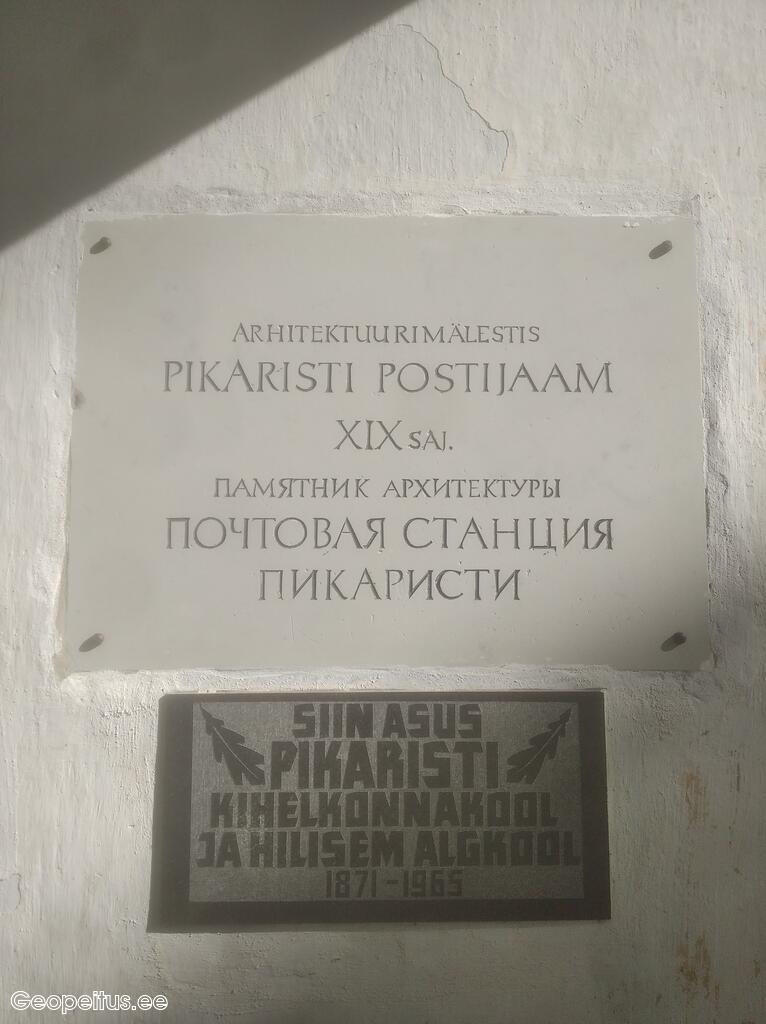 ARHITEKTUURIMÄLESTIS
PIKARISTI POSTIJAAM
XIX SAJ.
ПАМЯТНИК АРХИТЕКТУРЫ
ПОЧТОВАЯ СТАНЦИЯ
ПИКАРИСТИ
SIIN ASUS
PIKARISTI
KIHELKONNAKOOL
JA HILISEM ALGKOOL
1871-1965
Geopeitus.ee